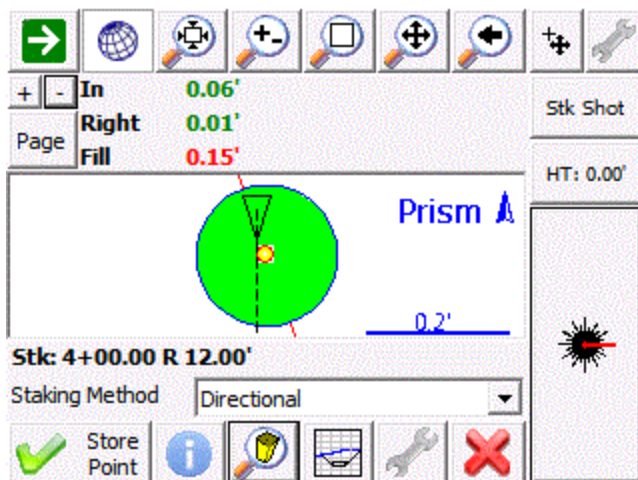 + - In 0.06'
Right 0.01'
Page
Fill 0.15'
Stk Shot
HT: 0.00'
Prism
0.2'
Stk: 4+00.00 R 12.00'
Staking Method Directional
Store
Point